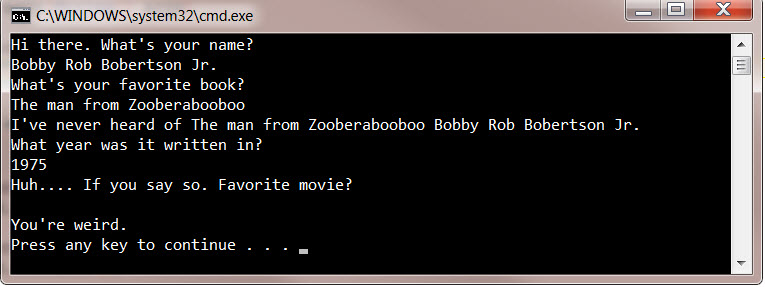 C:\WINDOWS\system32\cmd.exe
Hi there. What's your name?
Bobby Rob Bobertson Jr.
What's your favorite book?
The man from Zooberabooboo
I've never heard of The man from Zooberabooboo Bobby Rob Bobertson Jr.
What year was it written in?
1975
Huh.... If you say so. Favorite movie?
You're weird.
Press any key to continue . . .